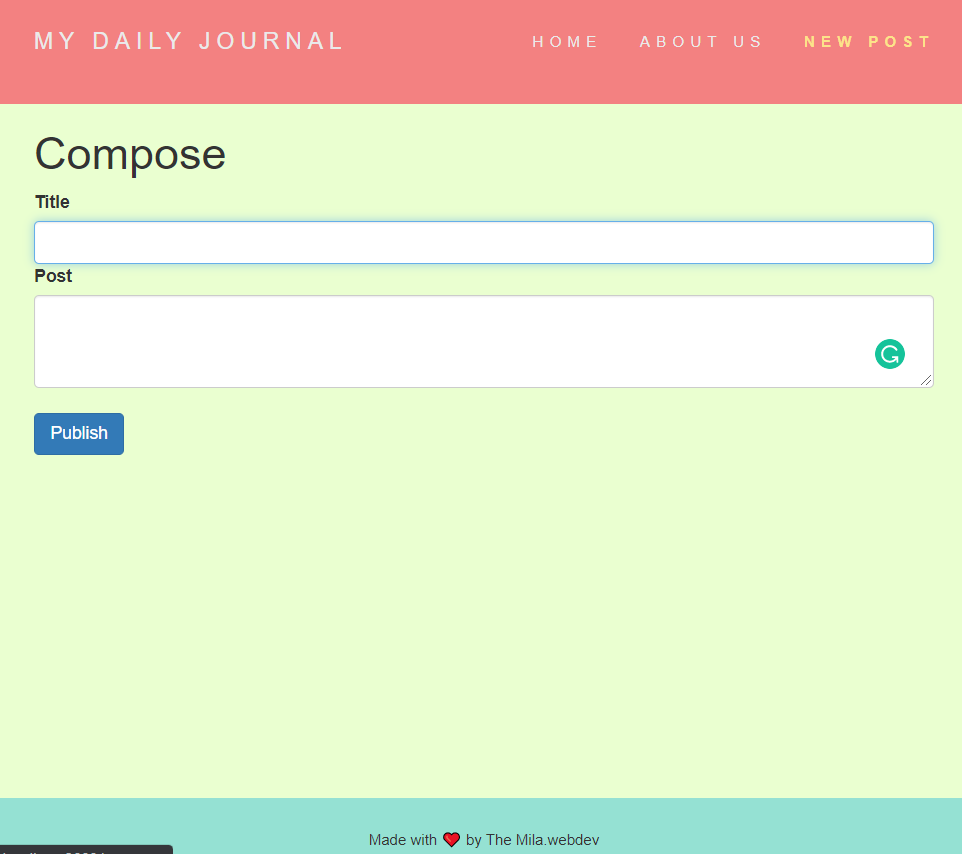 MY DAILY JOURNAL HOME ABOUT US NEW POST
Compose
Title
Post
Publish
Made with ❤️ by The Mila.webdev